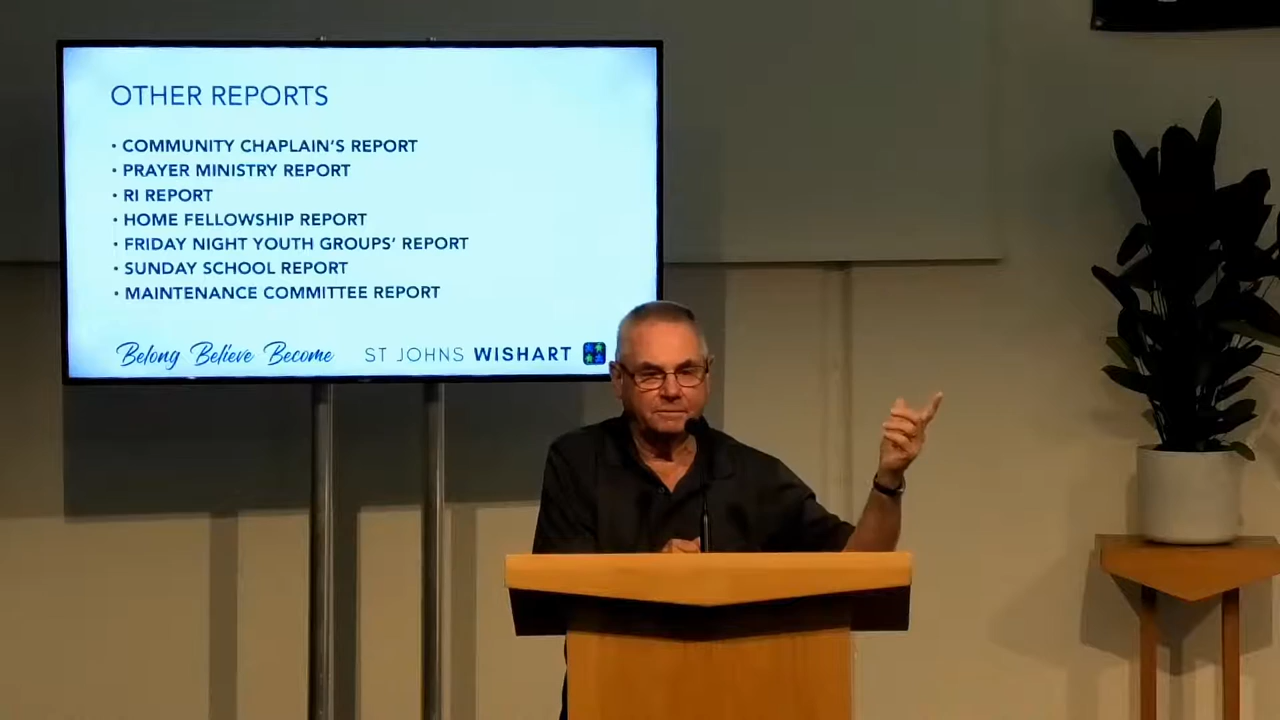 OTHER REPORTS
• COMMUNITY CHAPLAIN'S REPORT
• PRAYER MINISTRY REPORT
• RI REPORT
• HOME FELLOWSHIP REPORT
• FRIDAY NIGHT YOUTH GROUPS' REPORT
• SUNDAY SCHOOL REPORT
• MAINTENANCE COMMITTEE REPORT
Belong Believe Become ST JOHNS WISHART